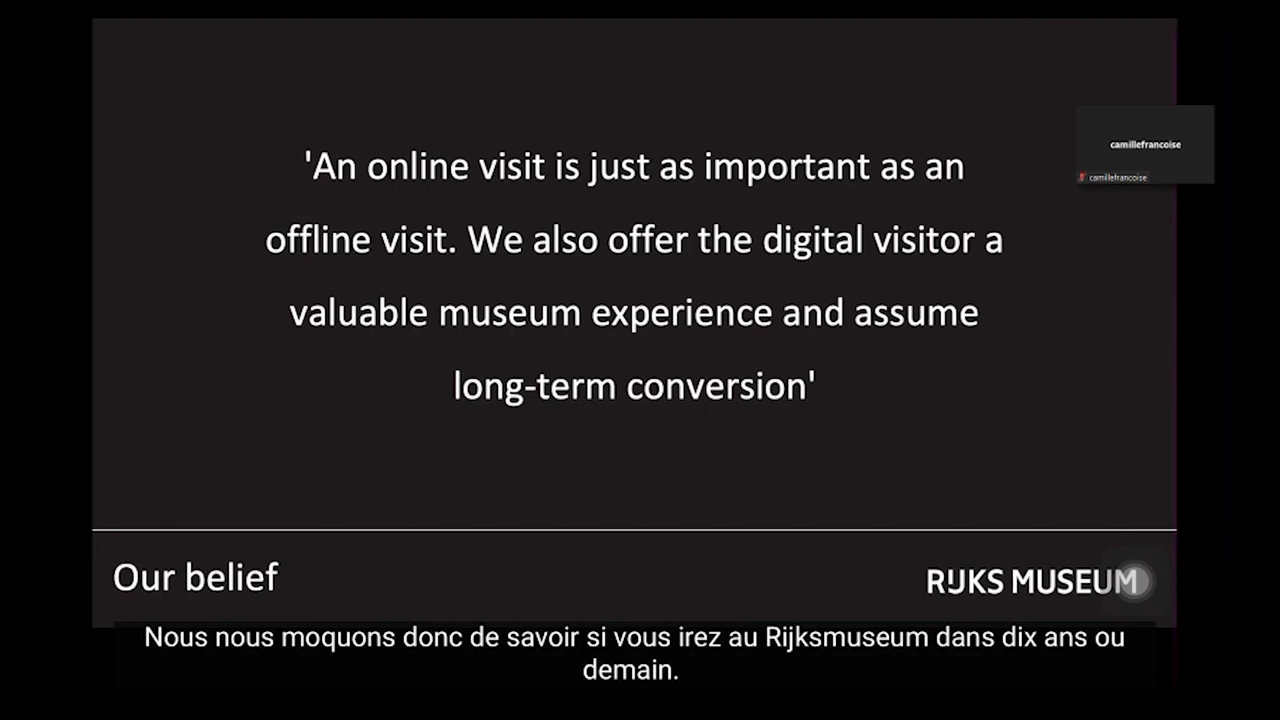 'An online visit is just as important as an
offline visit. We also offer the digital visitor a
valuable museum experience and assume
long-term conversion'
camillefrancoise
camillefrancoise
Our belief
RIJKS MUSEUM
Nous nous moquons donc de savoir si vous irez au Rijksmuseum dans dix ans ou
demain.